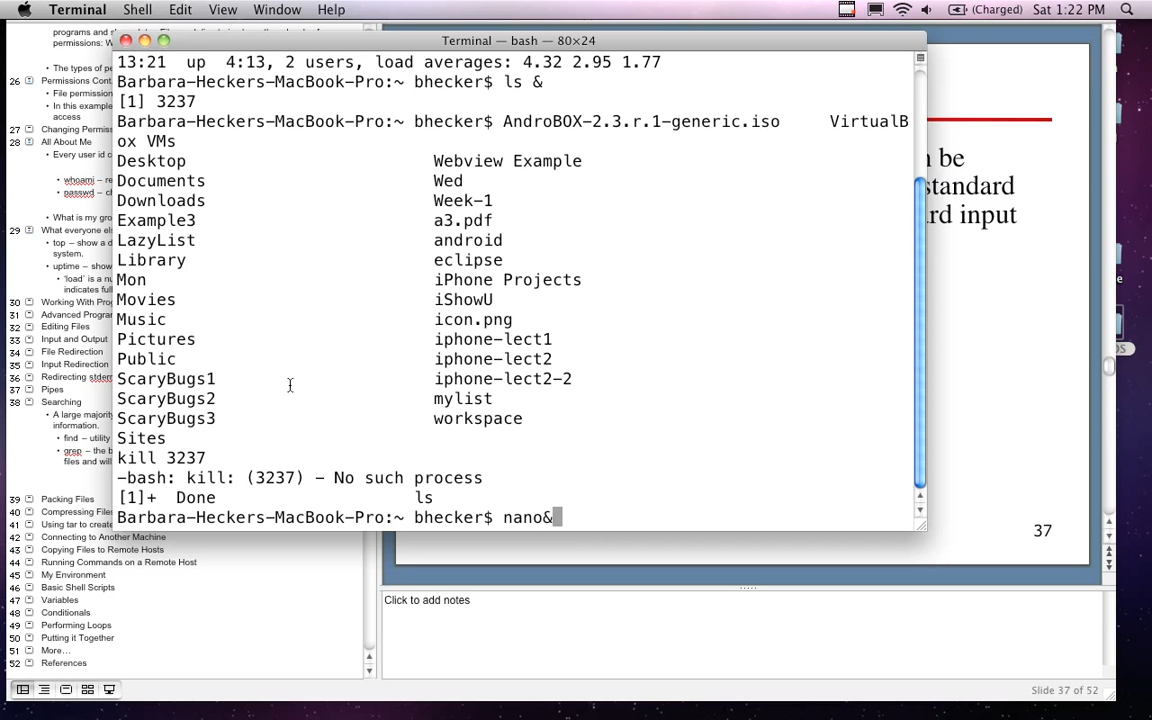 Terminal Shell Edit View Window Help (Charged) Sat 1:22 PM
Terminal — bash — 80×24
13:21  up  4:13, 2 users, load averages: 4.32 2.95 1.77
Barbara-Heckers-MacBook-Pro:~ bhecker$ ls &
[1] 3237
Barbara-Heckers-MacBook-Pro:~ bhecker$ AndroBOX-2.3.r.1-generic.iso     VirtualB
ox VMs
Desktop Webview Example
Documents Wed
Downloads Week-1
Example3 a3.pdf
LazyList android
Library eclipse
Mon iPhone Projects
Movies iShowU
Music icon.png
Pictures iphone-lect1
Public iphone-lect2
ScaryBugs1 iphone-lect2-2
ScaryBugs2 mylist
ScaryBugs3 workspace
Sites
kill 3237
-bash: kill: (3237) - No such process
[1]+  Done ls
Barbara-Heckers-MacBook-Pro:~ bhecker$ nano&
permissions: W
• The types of pe
26 Permissions Cont
• File permission
• In this example
access
27 Changing Permiss
28 All About Me
• Every user id c
• whoami – re
• passwd – ch
• What is my gro
29 What everyone els
• top – show a d
system.
• uptime – show
• 'load' is a nu
indicates full
30 Working With Prog
31 Advanced Program
32 Editing Files
33 Input and Output
34 File Redirection
35 Input Redirection
36 Redirecting stderr
37 Pipes
38 Searching
• A large majority
information.
• find – utility
• grep – the b
files and will
39 Packing Files
40 Compressing Files
41 Using tar to create
42 Connecting to Another Machine
43 Copying Files to Remote Hosts
44 Running Commands on a Remote Host
45 My Environment
46 Basic Shell Scripts
47 Variables
48 Conditionals
49 Performing Loops
50 Putting it Together
51 More…
52 References
n be
standard
rd input
37
Click to add notes
Slide 37 of 52